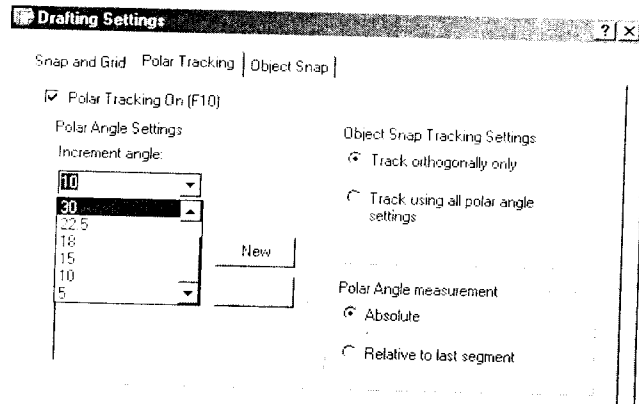 Drafting Settings
? ×
Snap and Grid Polar Tracking Object Snap
Polar Tracking On (F10)
Polar Angle Settings
Increment angle:
10
30
22.5
18
15
10
5
New
Object Snap Tracking Settings
Track orthogonally only
Track using all polar angle
settings
Polar Angle measurement
Absolute
Relative to last segment